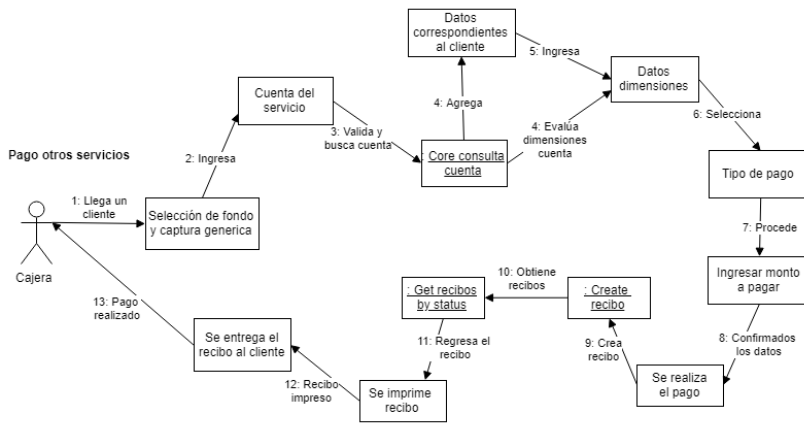 Datos
correspondientes
al cliente
5: Ingresa
Datos
dimensiones
Cuenta del
servicio
4: Agrega
4: Evalúa
dimensiones
cuenta
6: Selecciona
3: Valida y
busca cuenta
: Core consulta
cuenta
Pago otros servicios
2: Ingresa
Tipo de pago
1: Llega un
cliente
Selección de fondo
y captura generica
7: Procede
Cajera
10: Obtiene
recibos
Ingresar monto
a pagar
: Get recibos
by status
: Create
recibo
13: Pago
realizado
Se entrega el
recibo al cliente
11: Regresa el
recibo
9: Crea
recibo
8: Confirmados
los datos
12: Recibo
impreso
Se imprime
recibo
Se realiza
el pago